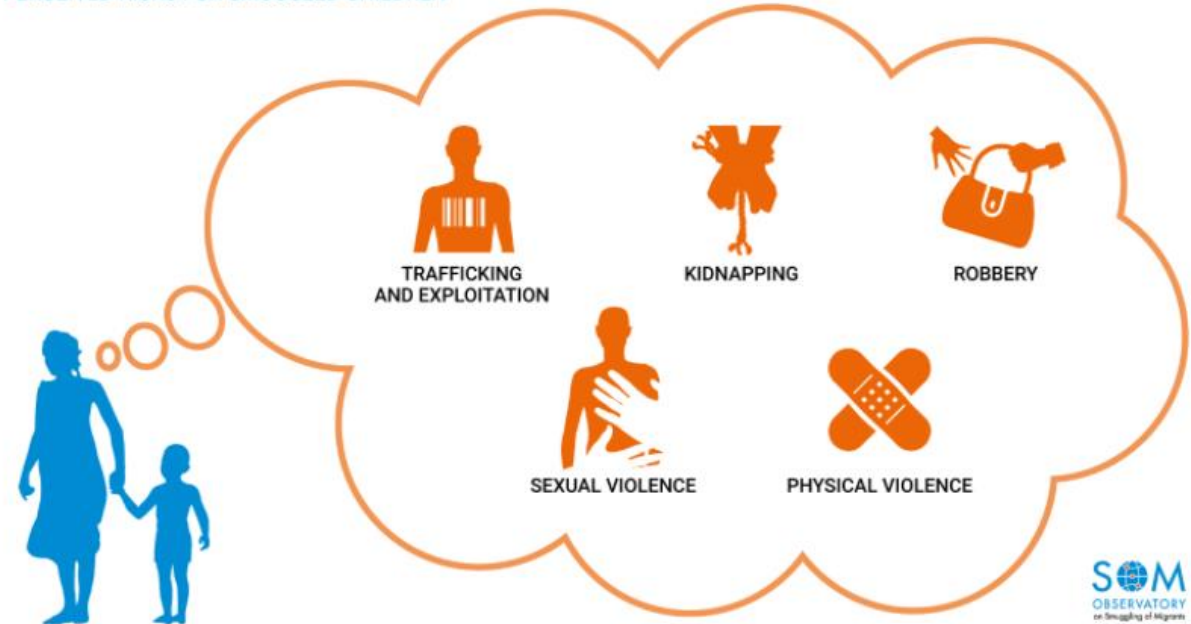 TRAFFICKING
AND EXPLOITATION
KIDNAPPING
ROBBERY
SEXUAL VIOLENCE
PHYSICAL VIOLENCE
SOM
OBSERVATORY
on Smuggling of Migrants